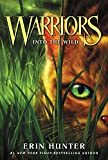 WARRIORS
INTO THE WILD
ERIN HUNTER
#1 NEW YORK TIMES BESTSELLING AUTHOR